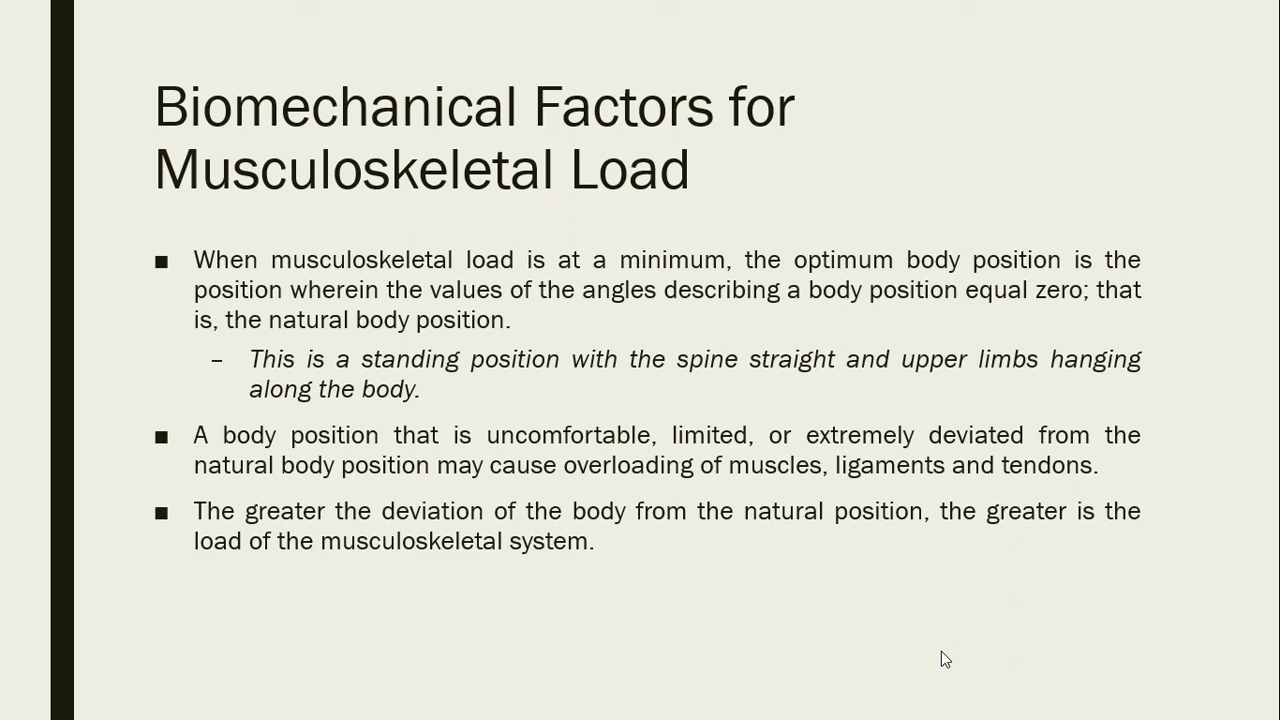 Biomechanical Factors for
Musculoskeletal Load
■ When musculoskeletal load is at a minimum, the optimum body position is the
position wherein the values of the angles describing a body position equal zero; that
is, the natural body position.
– This is a standing position with the spine straight and upper limbs hanging
along the body.
■ A body position that is uncomfortable, limited, or extremely deviated from the
natural body position may cause overloading of muscles, ligaments and tendons.
■ The greater the deviation of the body from the natural position, the greater is the
load of the musculoskeletal system.